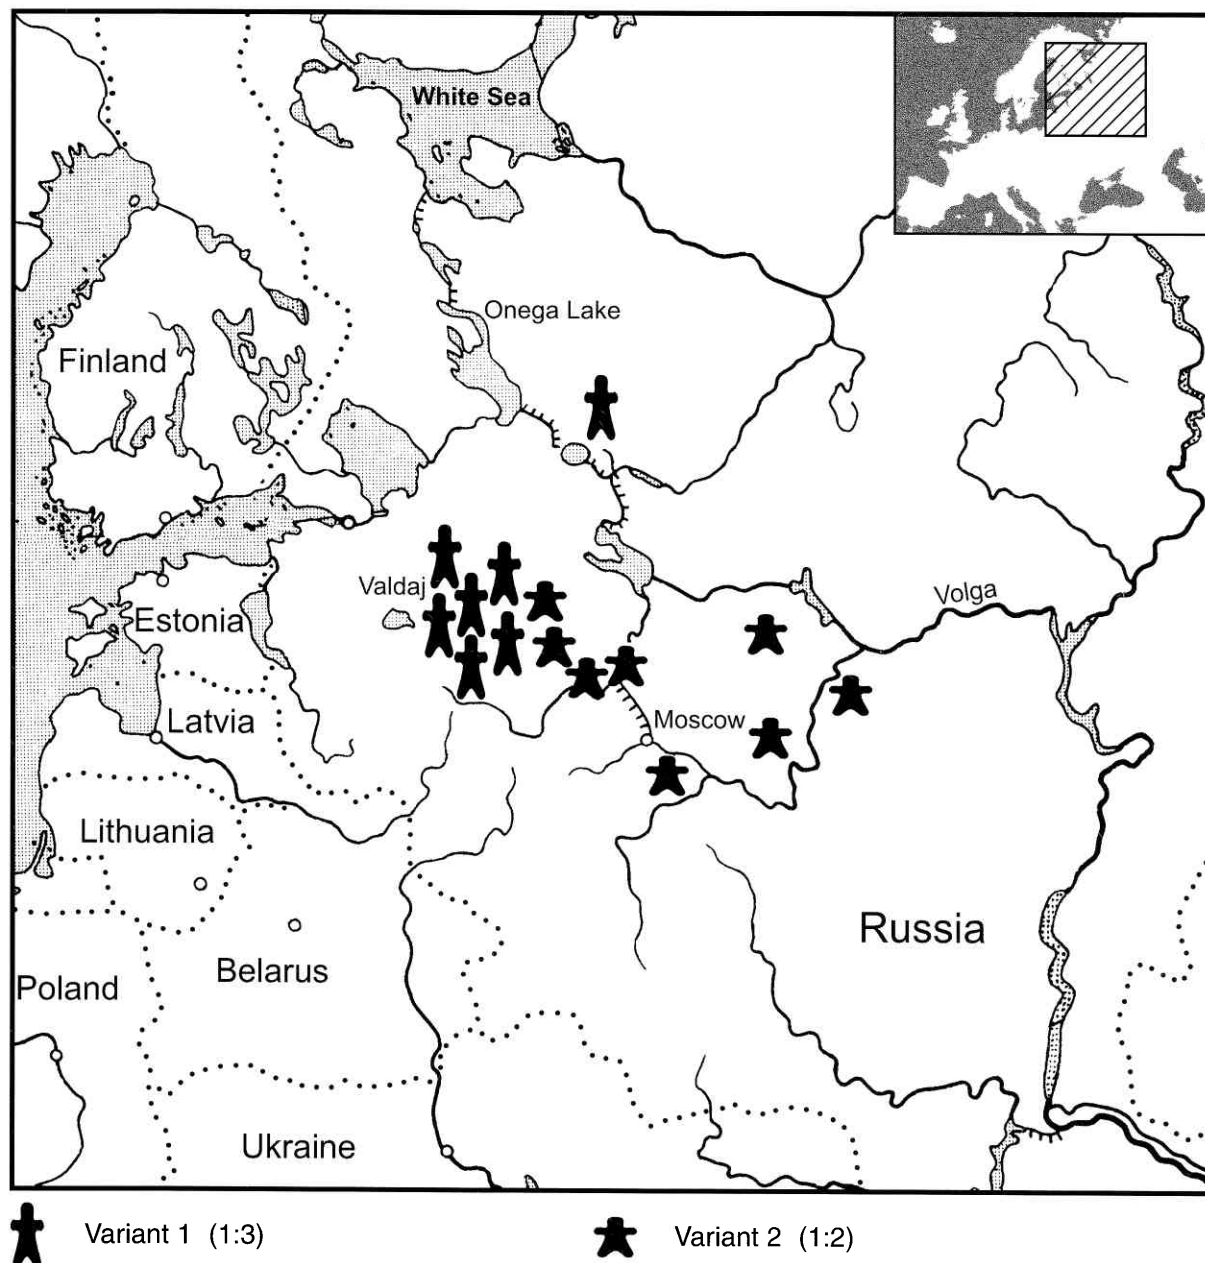 White Sea
Onega Lake
Finland
Valdaj
Volga
Estonia
Latvia
Moscow
Lithuania
Russia
Belarus
Poland
Ukraine
Variant 1 (1:3)
Variant 2 (1:2)